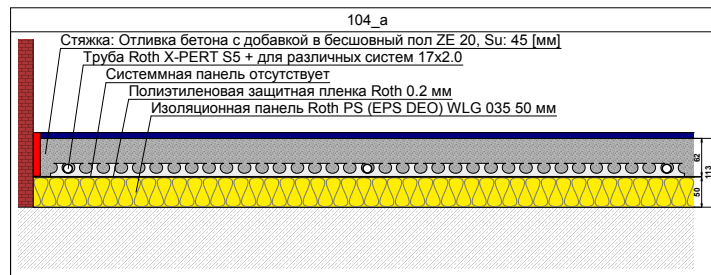 104_a
Стяжка: Отливка бетона с добавкой в бесшовный пол ZE 20, Su: 45 [мм]
Труба Roth X-PERT S5 + для различных систем 17x2.0
Системмная панель отсутствует
Полиэтиленовая защитная пленка Roth 0.2 мм
Изоляционная панель Roth PS (EPS DEO) WLG 035 50 мм
62
113
50